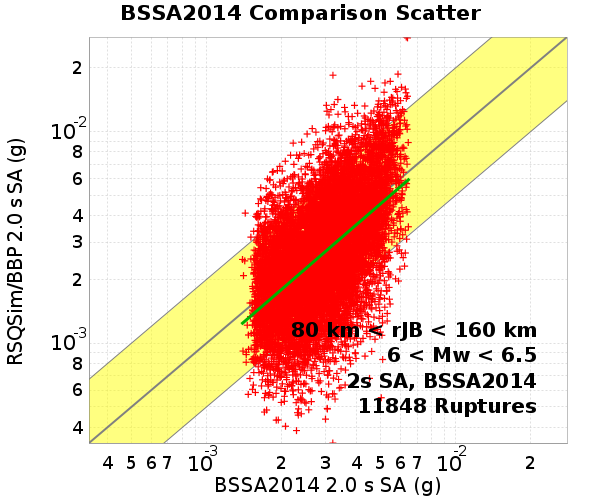 BSSA2014 Comparison Scatter
RSQSim/BBP 2.0 s SA (g)
2
10-2
8
6
4
3
2
10-3
8
6
4
80 km < rJB < 160 km
6 < Mw < 6.5
2s SA, BSSA2014
11848 Ruptures
4 5 6 7 10-3 2 3 4 5 6 7 10-2 2
BSSA2014 2.0 s SA (g)